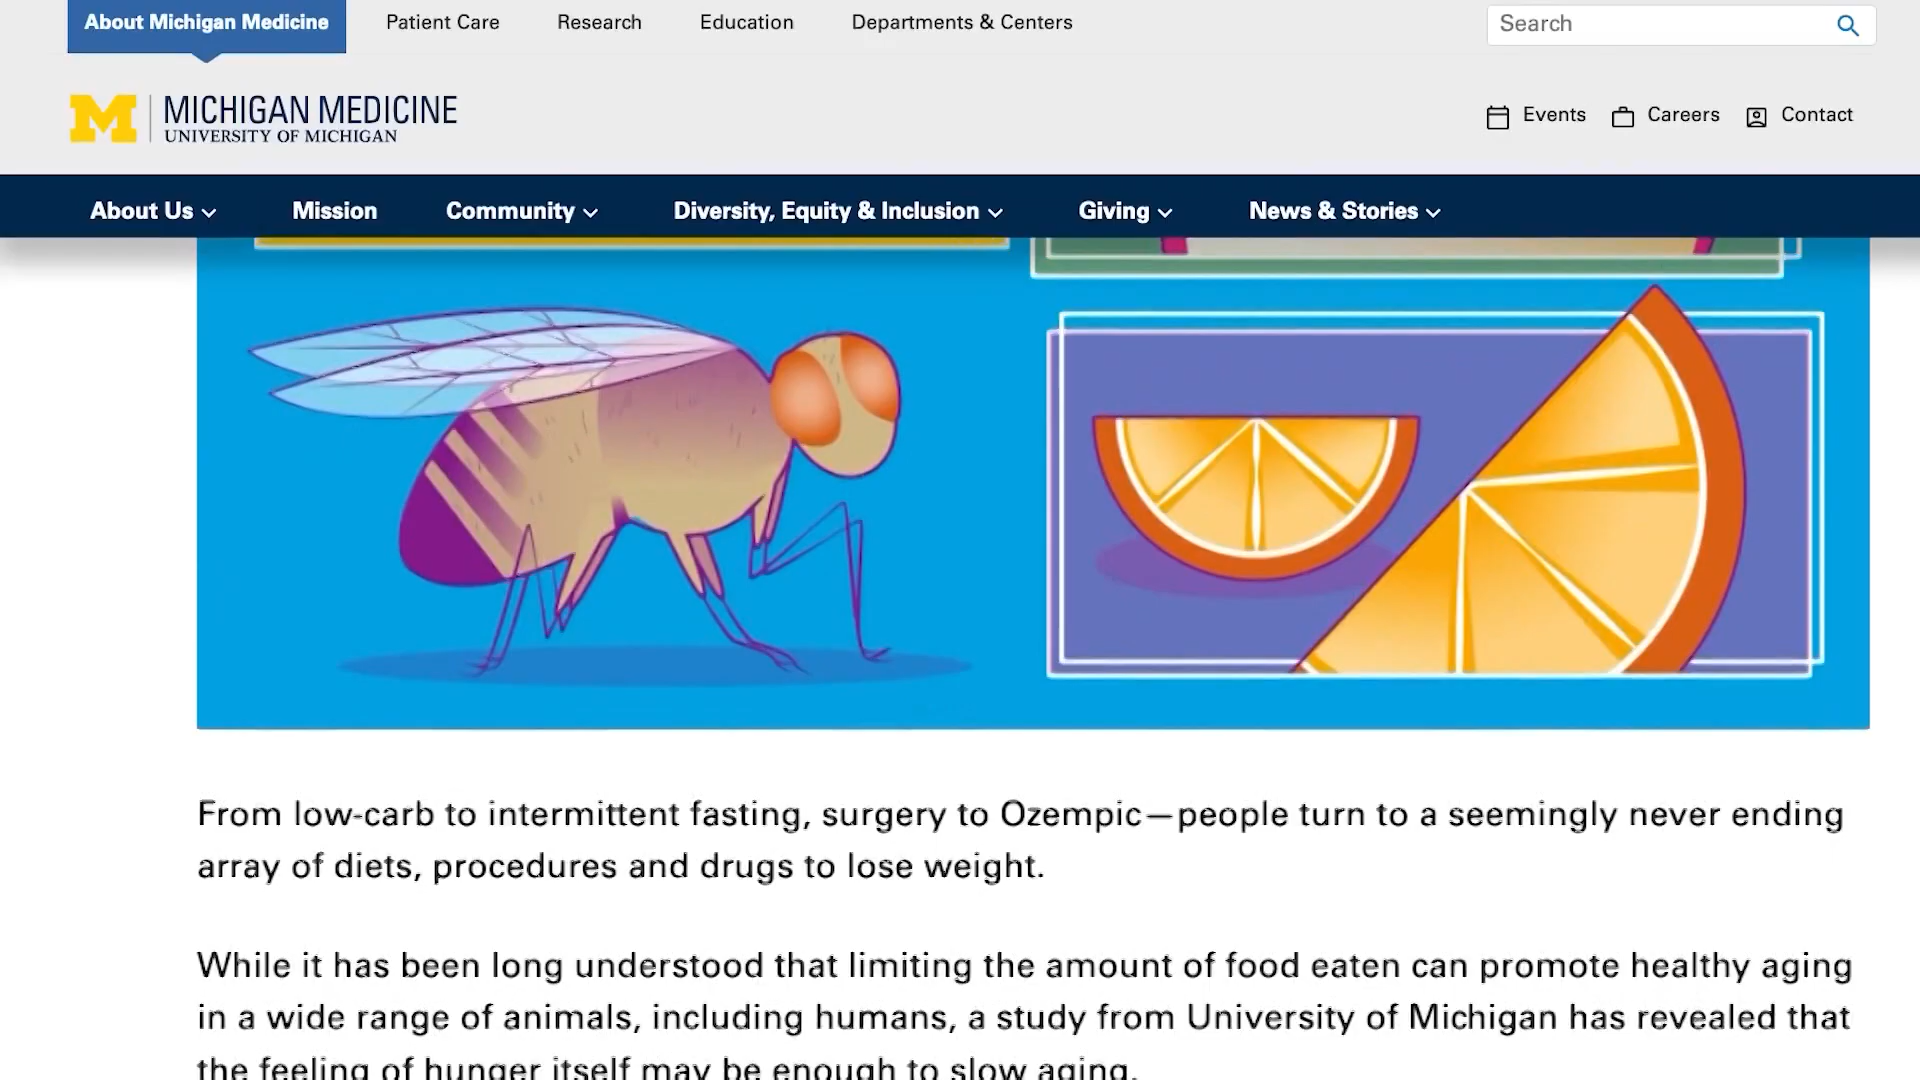 About Michigan Medicine Patient Care Research Education Departments & Centers Search
M MICHIGAN MEDICINE
UNIVERSITY OF MICHIGAN
Events Careers Contact
About Us Mission Community Diversity, Equity & Inclusion Giving News & Stories
From low-carb to intermittent fasting, surgery to Ozempic—people turn to a seemingly never ending
array of diets, procedures and drugs to lose weight.
While it has been long understood that limiting the amount of food eaten can promote healthy aging
in a wide range of animals, including humans, a study from University of Michigan has revealed that
the feeling of hunger itself may be enough to slow aging.